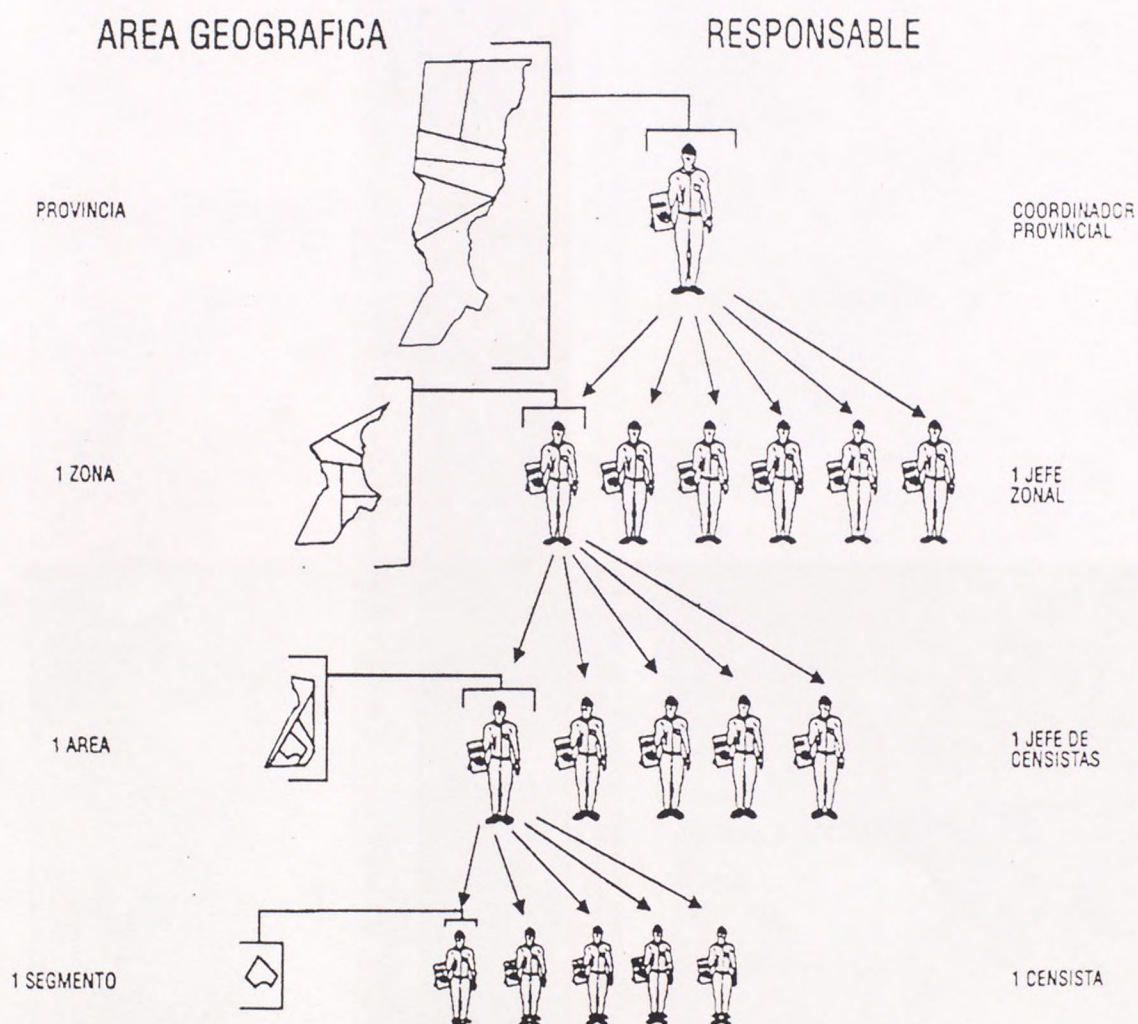 AREA GEOGRAFICA
RESPONSABLE
PROVINCIA
COORDINADOR
PROVINCIAL
1 ZONA
1 JEFE
ZONAL
1 AREA
1 JEFE DE
CENSISTAS
1 SEGMENTO
1 CENSISTA